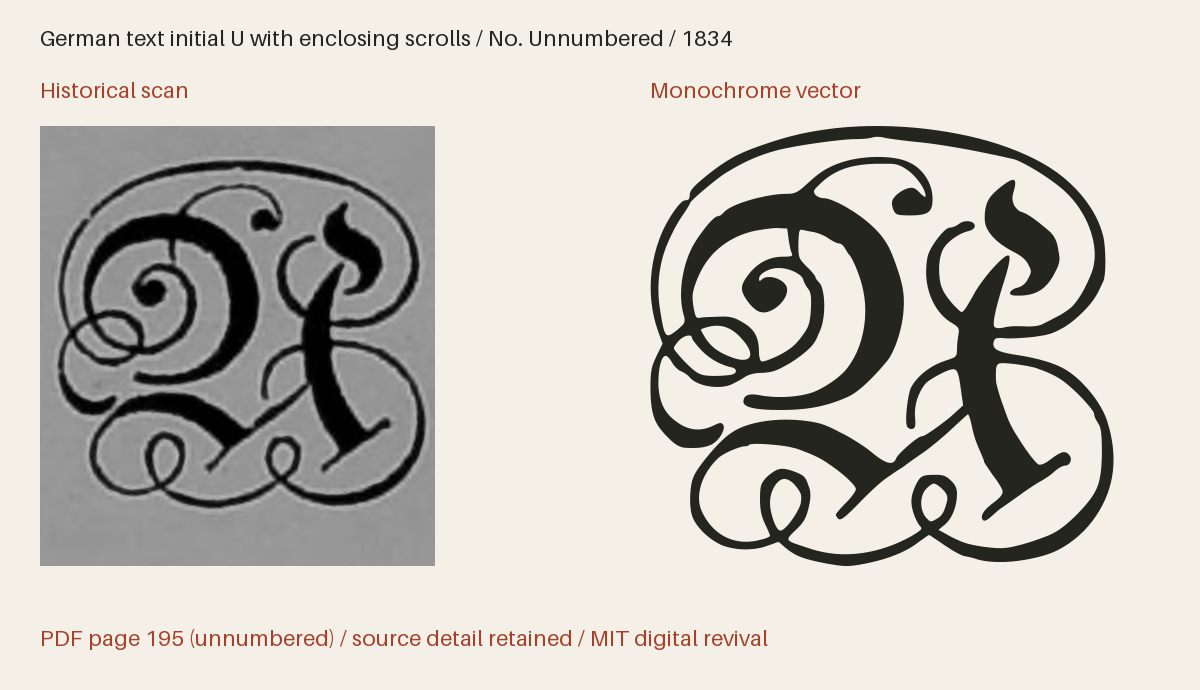 German text initial U with enclosing scrolls / No. Unnumbered / 1834
Historical scan
Monochrome vector
PDF page 195 (unnumbered) / source detail retained / MIT digital revival